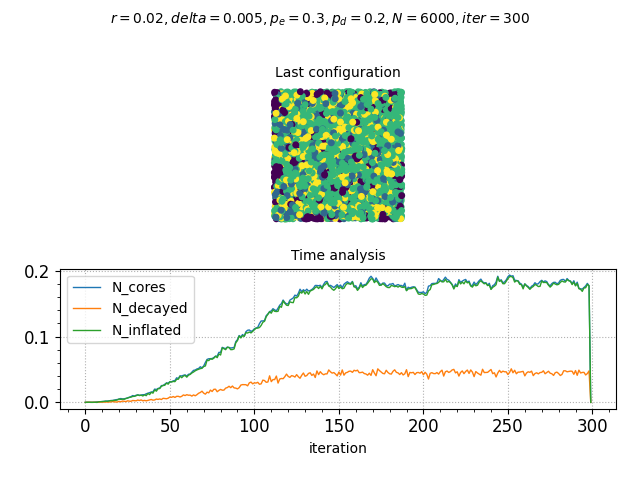 r = 0.02, delta = 0.005, p_e = 0.3, p_d = 0.2, N = 6000, iter = 300
Last configuration
Time analysis
0.2
0.1
0.0
N_cores
N_decayed
N_inflated
0 50 100 150 200 250 300
iteration